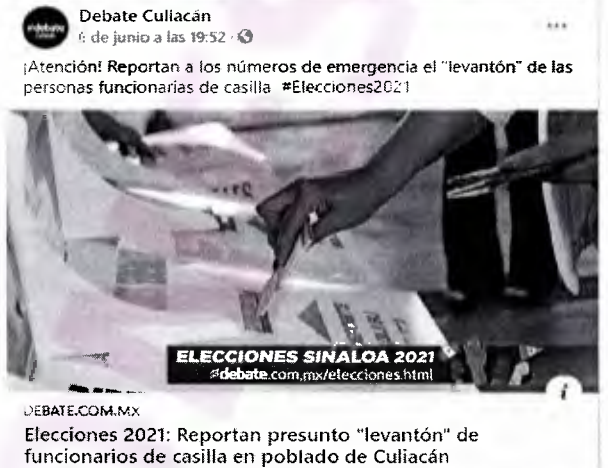 Debate Culiacán
6 de junio a las 19:52
¡Atención! Reportan a los números de emergencia el "levantón" de las
personas funcionarias de casilla #Elecciones2021
ELECCIONES SINALOA 2021
#debate.com.mx/elecciones.html
DEBATE.COM.MX
Elecciones 2021: Reportan presunto "levantón" de
funcionarios de casilla en poblado de Culiacán